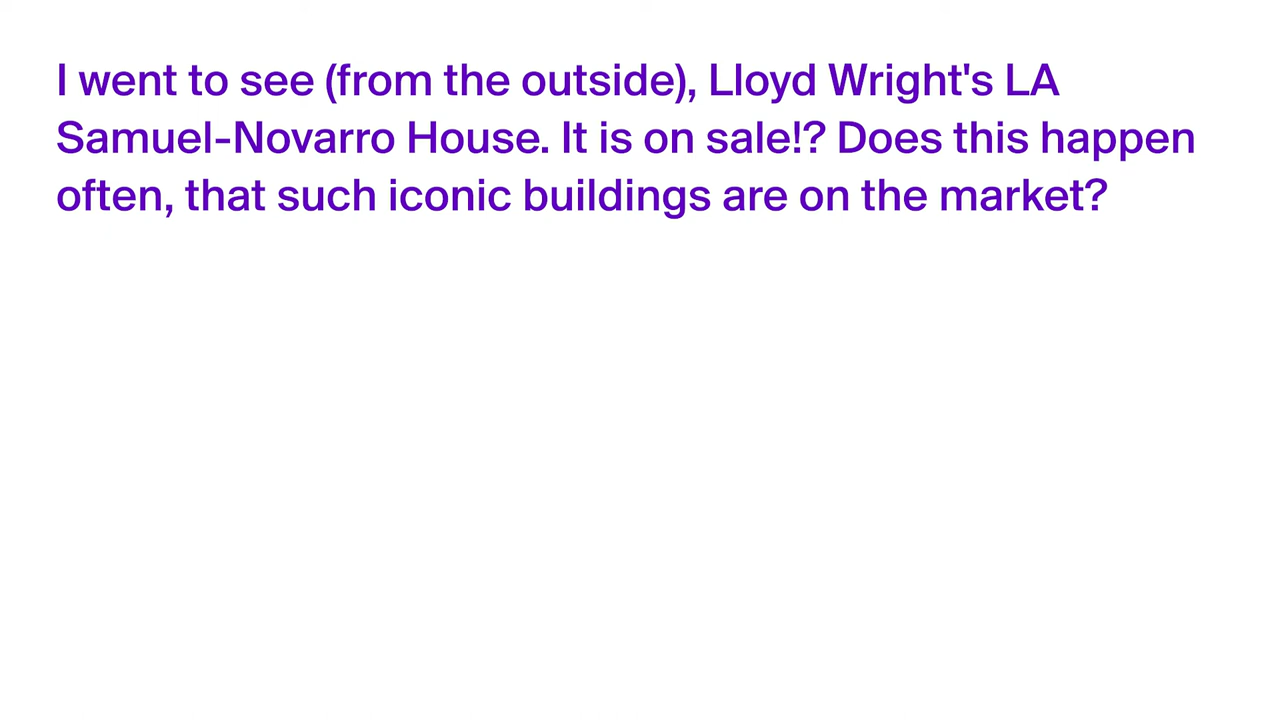 I went to see (from the outside), Lloyd Wright's LA
Samuel-Novarro House. It is on sale!? Does this happen
often, that such iconic buildings are on the market?